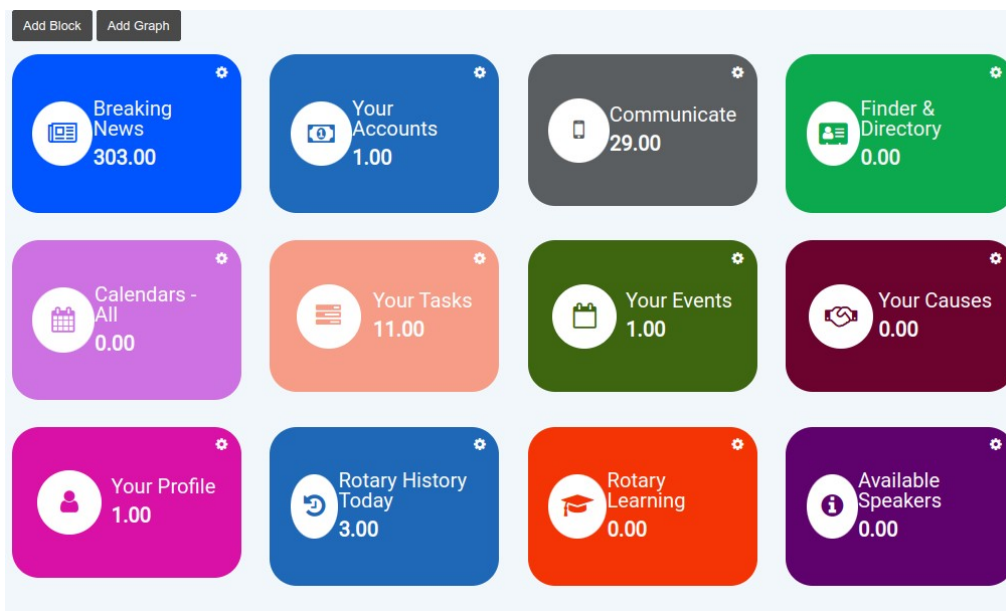 Add Block Add Graph
Breaking
News
303.00
Your
Accounts
1.00
Communicate
29.00
Finder &
Directory
0.00
Calendars -
All
0.00
Your Tasks
11.00
Your Events
1.00
Your Causes
0.00
Your Profile
1.00
Rotary History
Today
3.00
Rotary
Learning
0.00
Available
Speakers
0.00